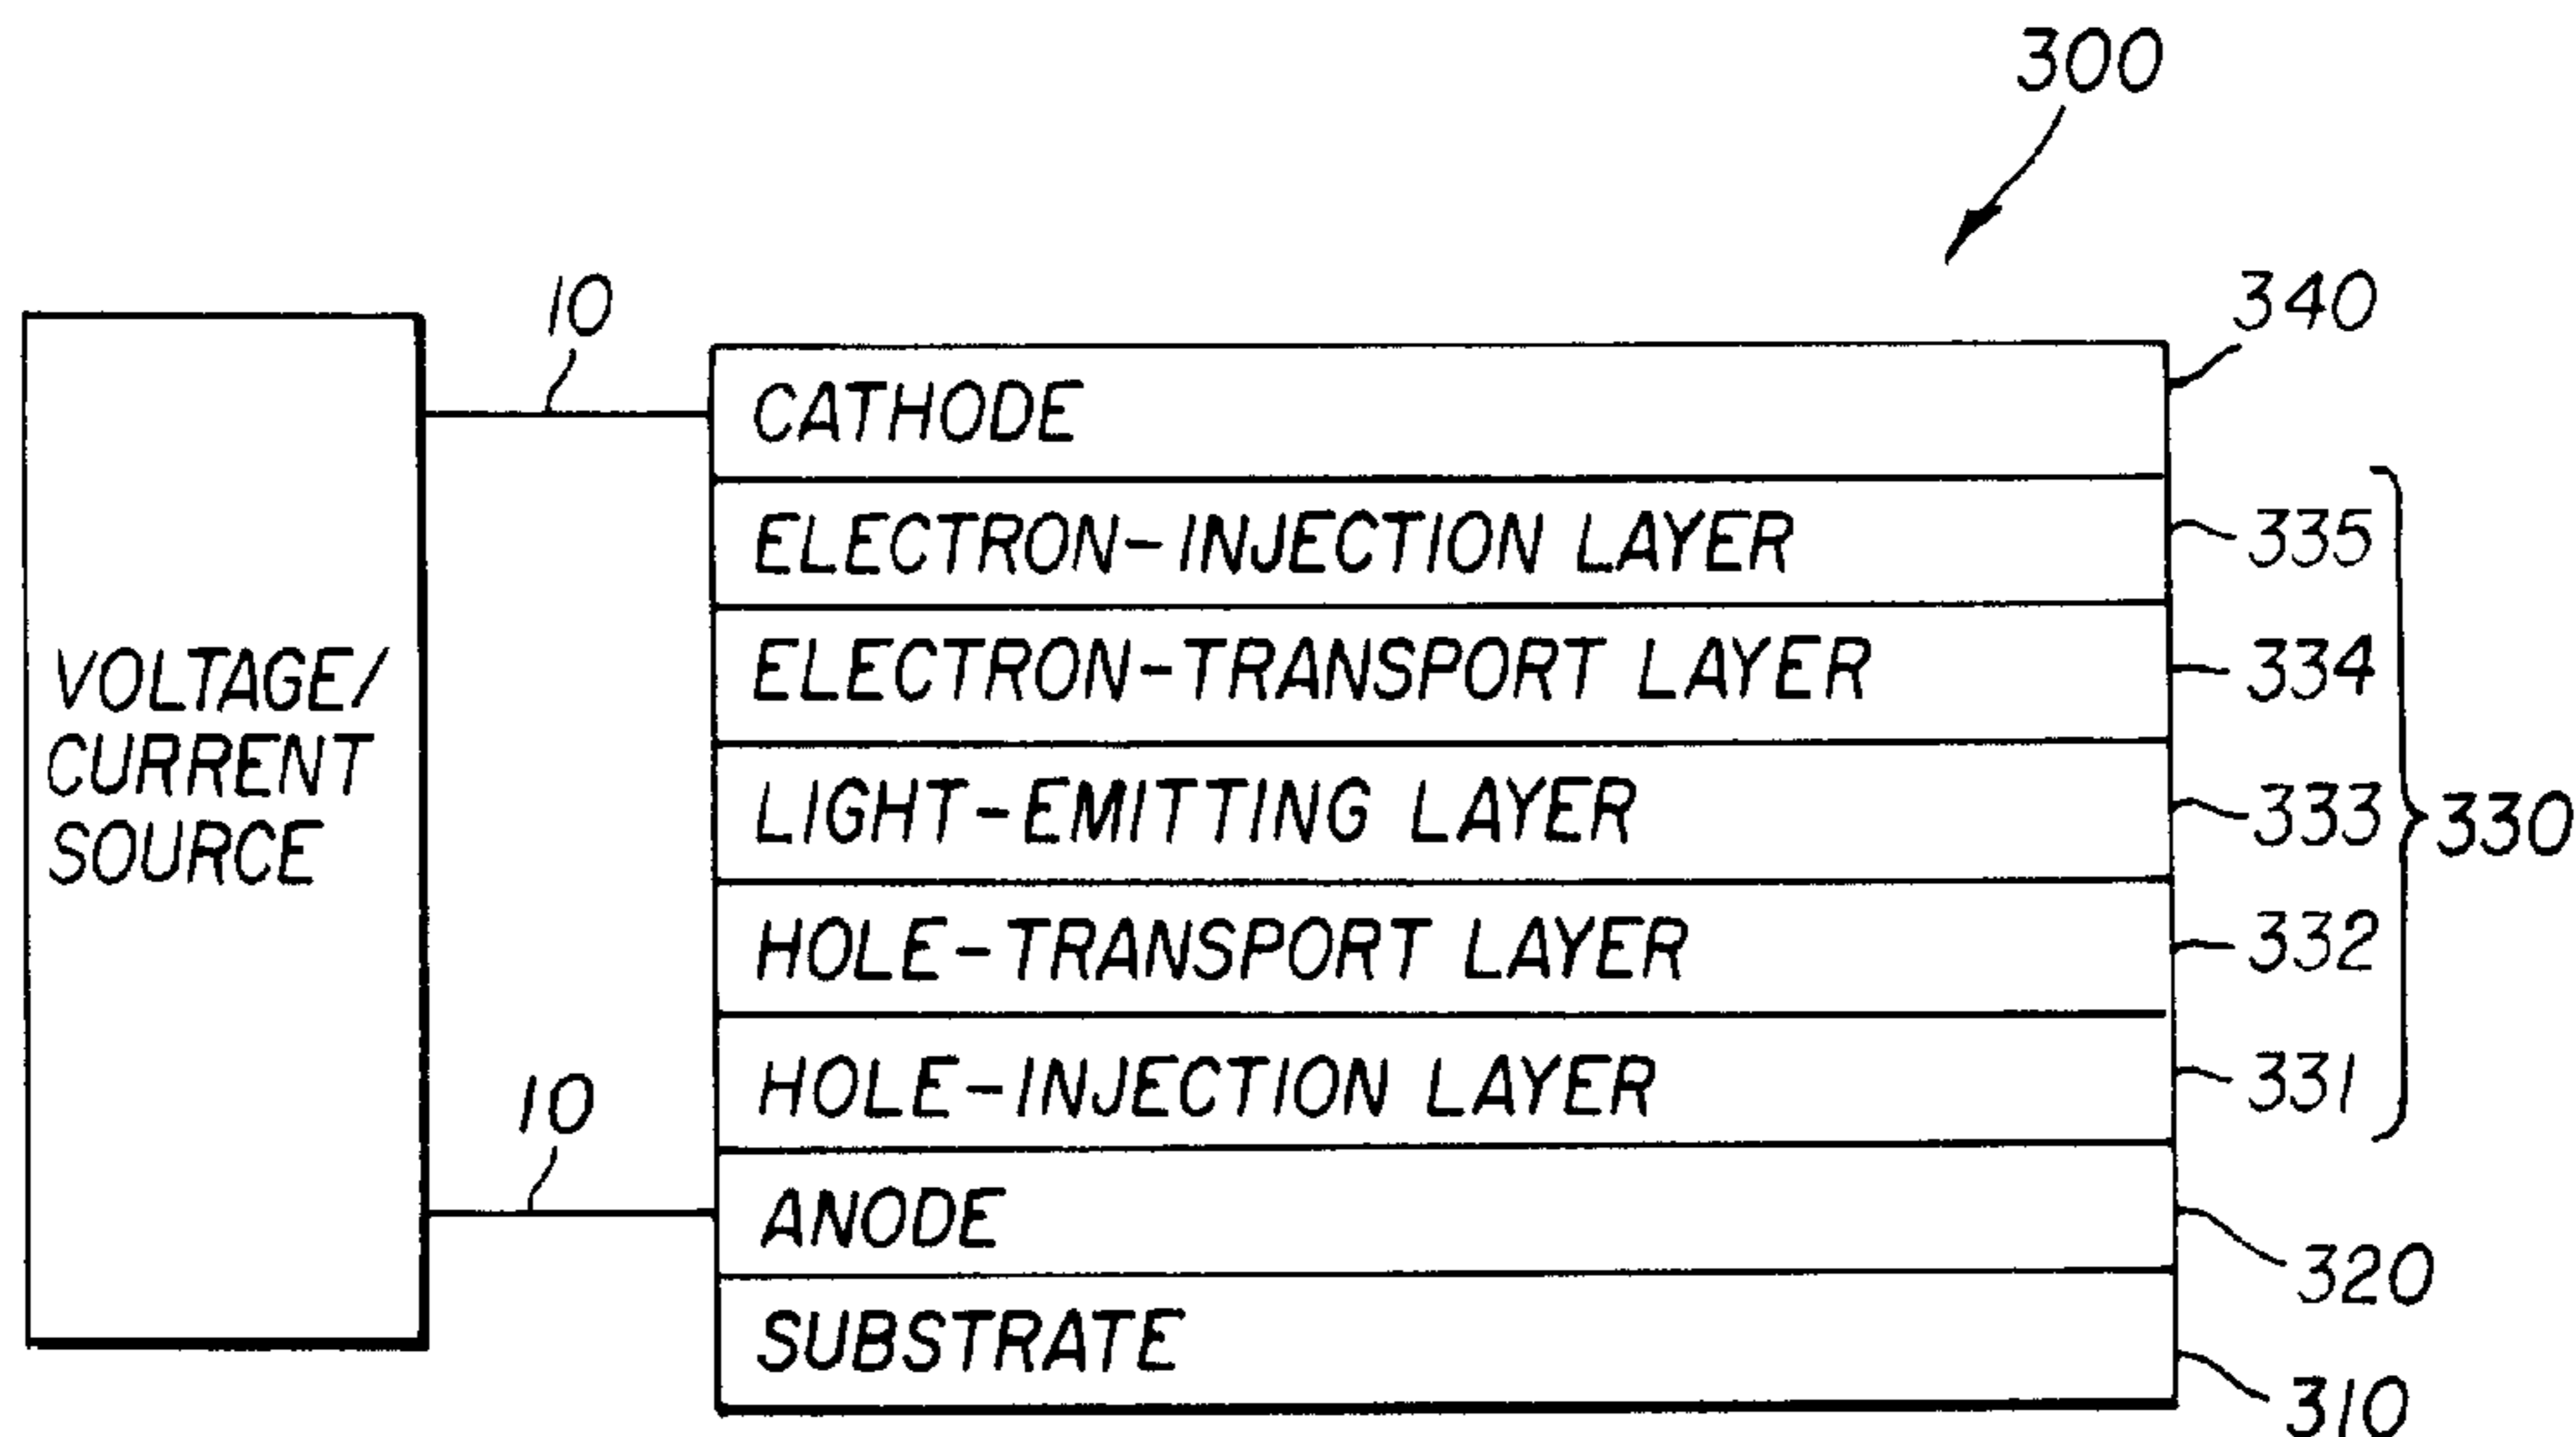 300
10
340
CATHODE
ELECTRON-INJECTION LAYER
335
ELECTRON-TRANSPORT LAYER
334
VOLTAGE/
CURRENT
SOURCE
LIGHT-EMITTING LAYER
333
330
HOLE-TRANSPORT LAYER
332
HOLE-INJECTION LAYER
331
10
ANODE
320
SUBSTRATE
310